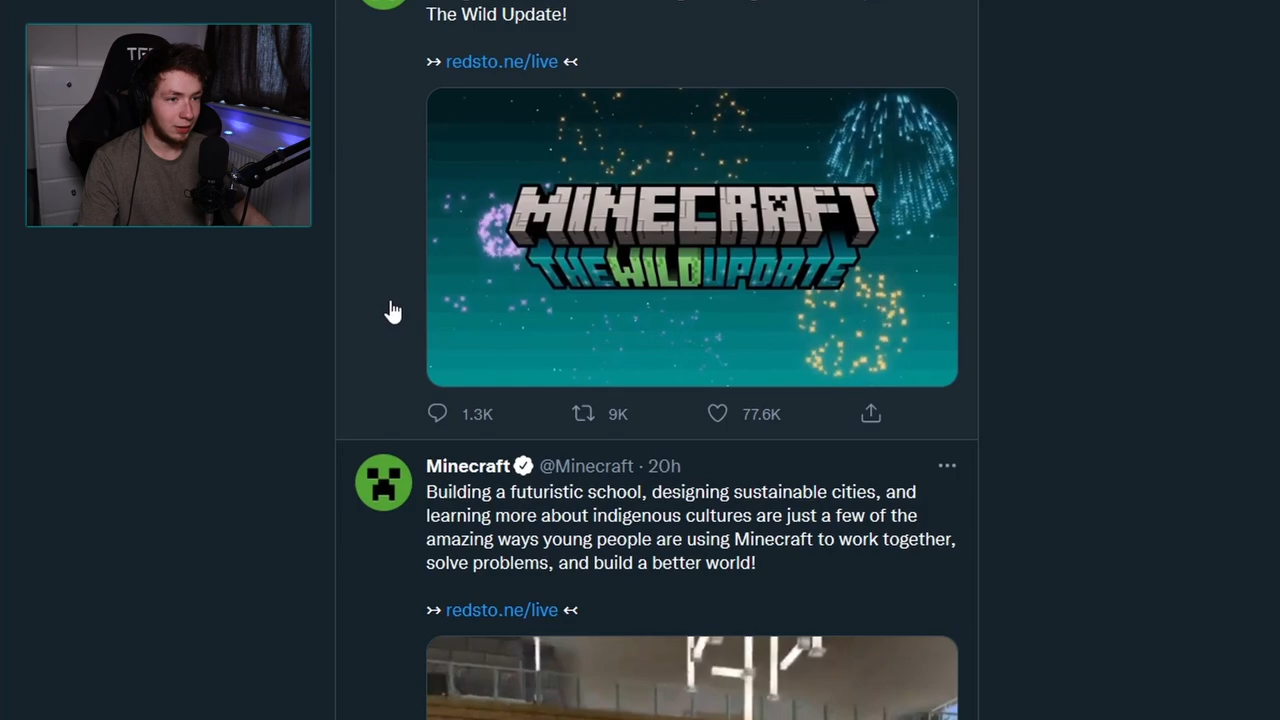 The Wild Update!
↣ redsto.ne/live ↢
MINECRAFT
THE WILD UPDATE
1.3K 9K 77.6K
Minecraft @Minecraft · 20h
Building a futuristic school, designing sustainable cities, and
learning more about indigenous cultures are just a few of the
amazing ways young people are using Minecraft to work together,
solve problems, and build a better world!
↣ redsto.ne/live ↢